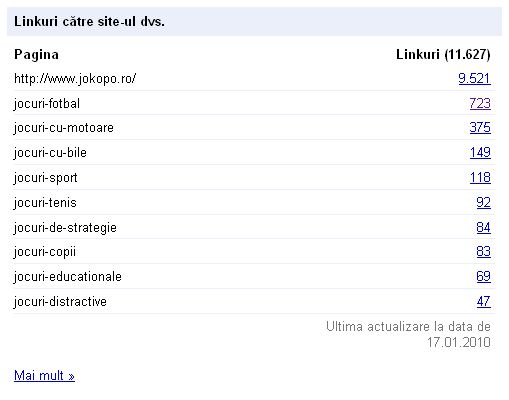 Linkuri către site-ul dvs.
Pagina Linkuri (11.627)
http://www.jokopo.ro/ 9.521
jocuri-fotbal 723
jocuri-cu-motoare 375
jocuri-cu-bile 149
jocuri-sport 118
jocuri-tenis 92
jocuri-de-strategie 84
jocuri-copii 83
jocuri-educationale 69
jocuri-distractive 47
Ultima actualizare la data de
17.01.2010
Mai mult »